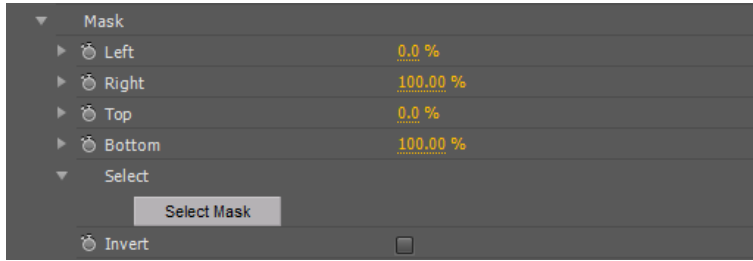 Mask
Left 0.0 %
Right 100.00 %
Top 0.0 %
Bottom 100.00 %
Select
Select Mask
Invert